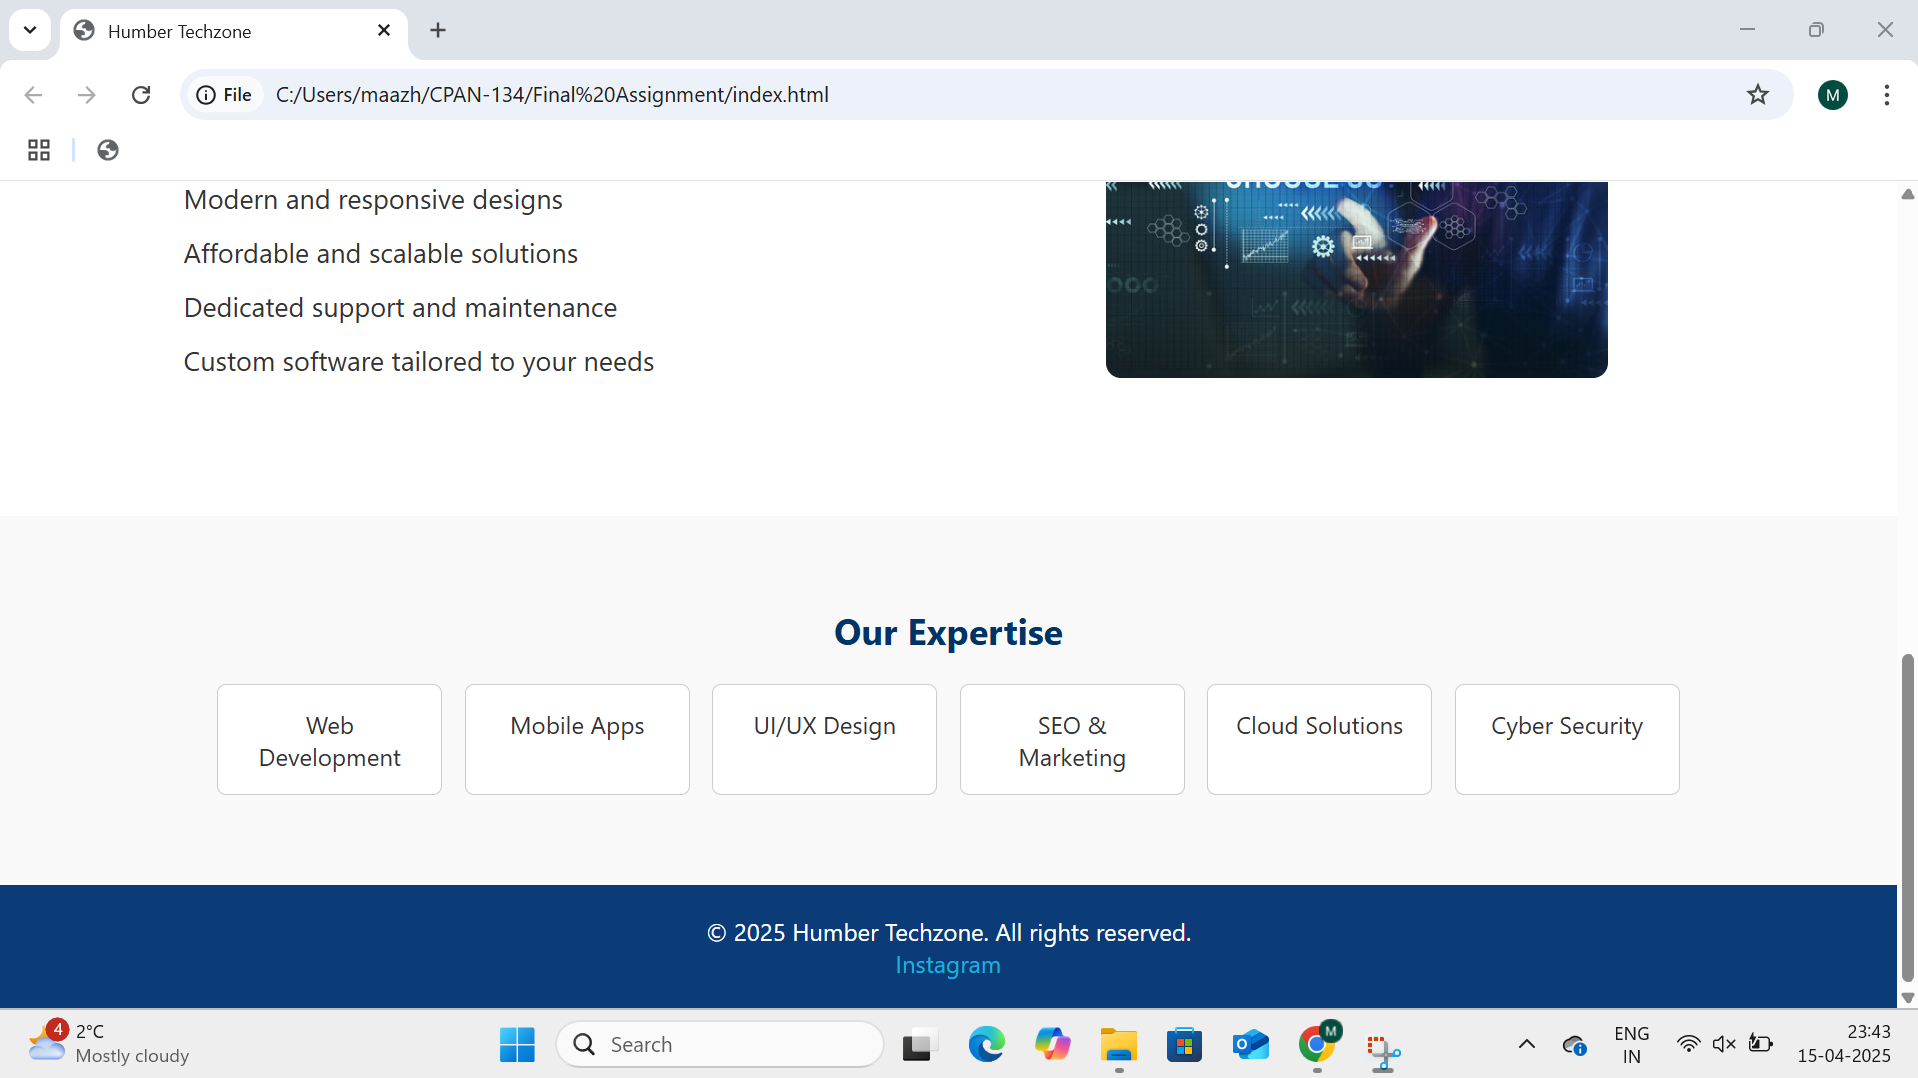 Humber Techzone
File
C:/Users/maazh/CPAN-134/Final%20Assignment/index.html
M
Modern and responsive designs
Affordable and scalable solutions
Dedicated support and maintenance
Custom software tailored to your needs
CHOOSE US
Our Expertise
Web
Development
Mobile Apps
UI/UX Design
SEO &
Marketing
Cloud Solutions
Cyber Security
© 2025 Humber Techzone. All rights reserved.
Instagram
4
2°C
Mostly cloudy
Search
M
ENG
IN
23:43
15-04-2025